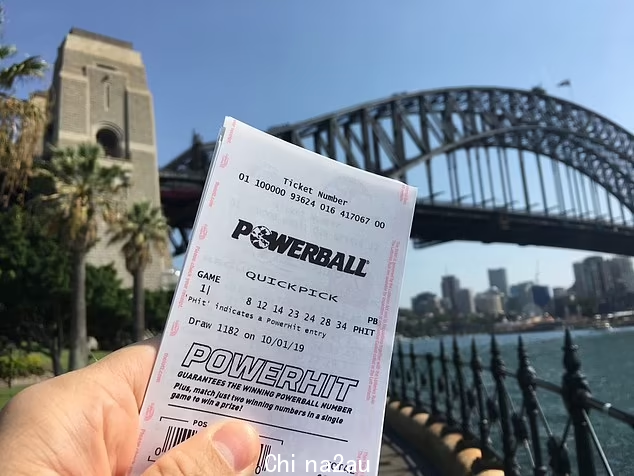 Ticket Number
01 100000 93624 016 417067 00
POWERBALL
QUICKPICK
GAME PB
1| 8 12 14 23 24 28 34 PHIT
'PHit' indicates a PowerHit entry
Draw 1182 on 10/01/19
POWERHIT
GUARANTEES THE WINNING POWERBALL NUMBER
Plus, match just two winning numbers in a single
game to win a prize!
POS
Chi na2au